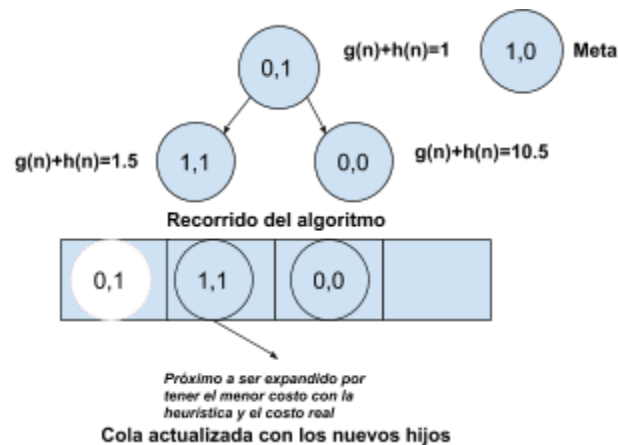 g(n)+h(n)=1
0,1
1,0
Meta
g(n)+h(n)=1.5
1,1
0,0
g(n)+h(n)=10.5
Recorrido del algoritmo
0,1
1,1
0,0
Próximo a ser expandido por
tener el menor costo con la
heurística y el costo real
Cola actualizada con los nuevos hijos